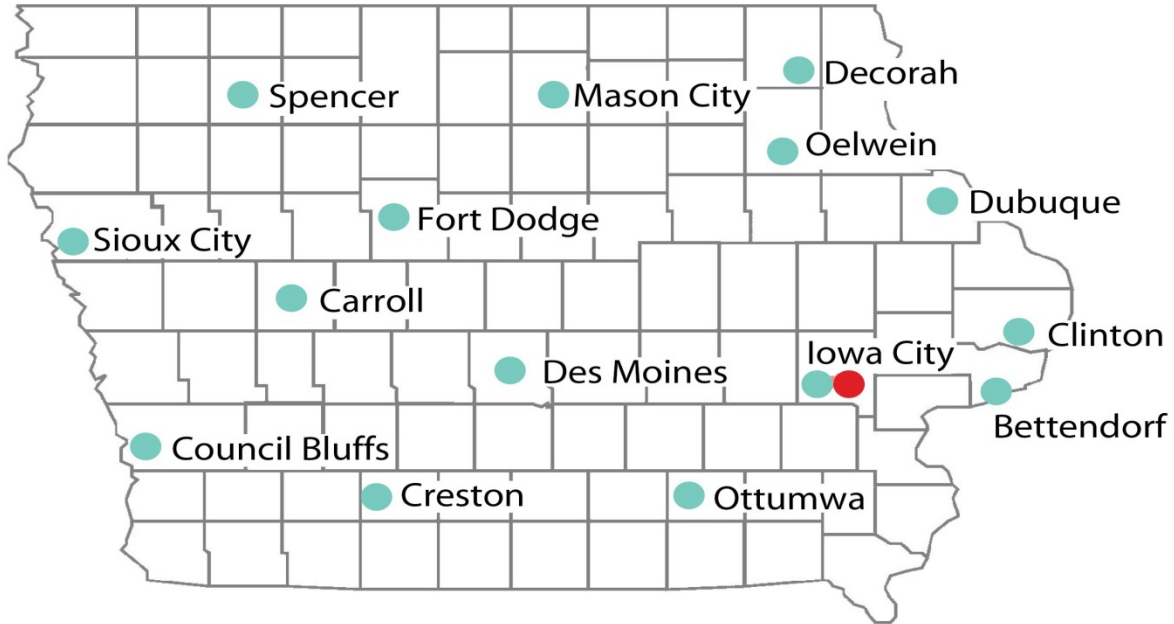 Decorah
Spencer
Mason City
Oelwein
Dubuque
Fort Dodge
Sioux City
Carroll
Clinton
Iowa City
Des Moines
Bettendorf
Council Bluffs
Creston
Ottumwa